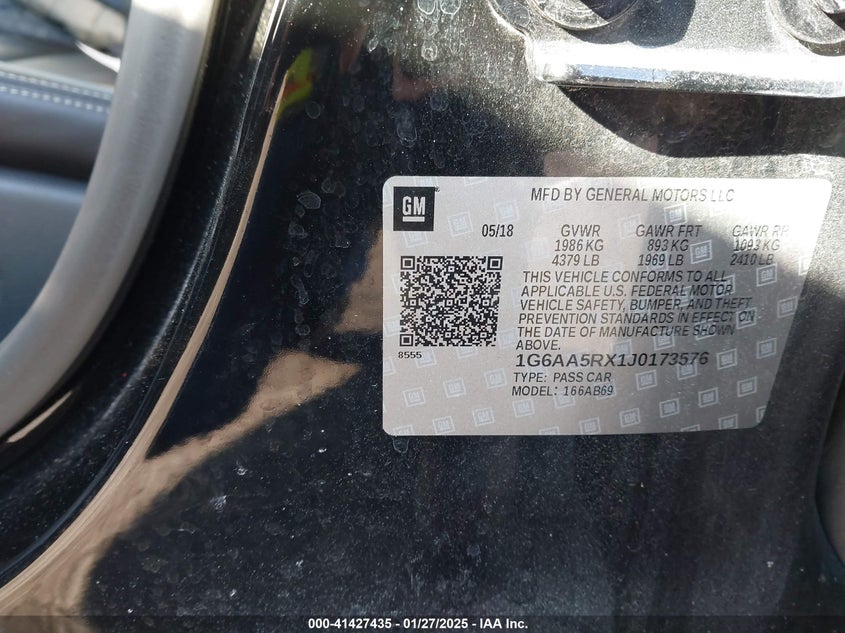 GM
MFD BY GENERAL MOTORS LLC
05/18 GVWR GAWR FRT GAWR RR
1986 KG 893 KG 1093 KG
4379 LB 1969 LB 2410 LB
THIS VEHICLE CONFORMS TO ALL
APPLICABLE U.S. FEDERAL MOTOR
VEHICLE SAFETY, BUMPER, AND THEFT
PREVENTION STANDARDS IN EFFECT ON
THE DATE OF MANUFACTURE SHOWN
ABOVE.
8555
1G6AA5RX1J0173576
TYPE: PASS CAR
MODEL: 166AB69
000-41427435 - 01/27/2025 - IAA Inc.